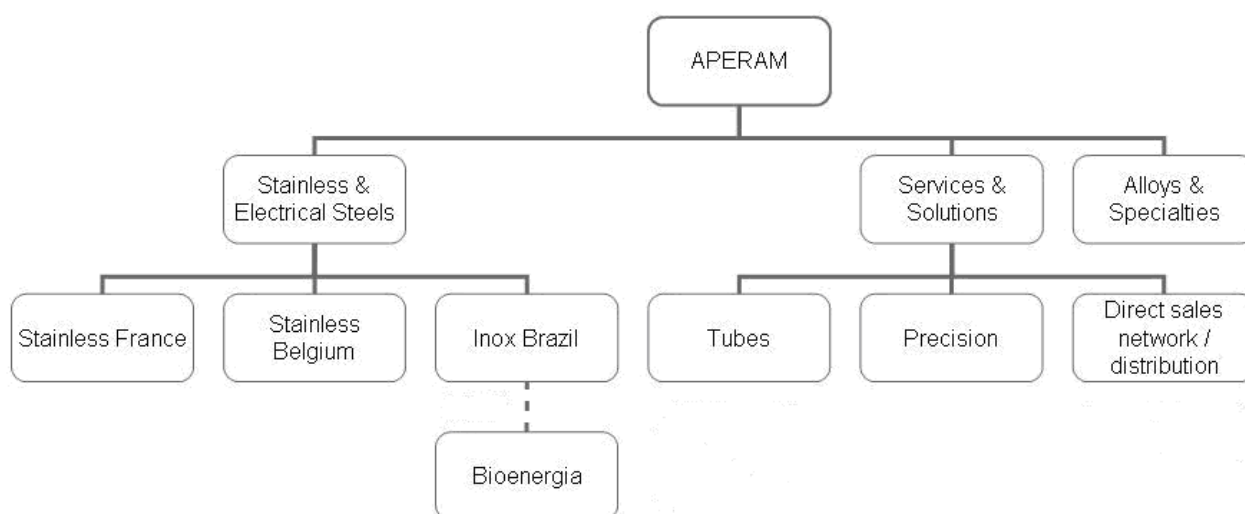 APERAM
Stainless &
Electrical Steels
Services &
Solutions
Alloys &
Specialties
Stainless France
Stainless
Belgium
Inox Brazil
Tubes
Precision
Direct sales
network /
distribution
Bioenergia